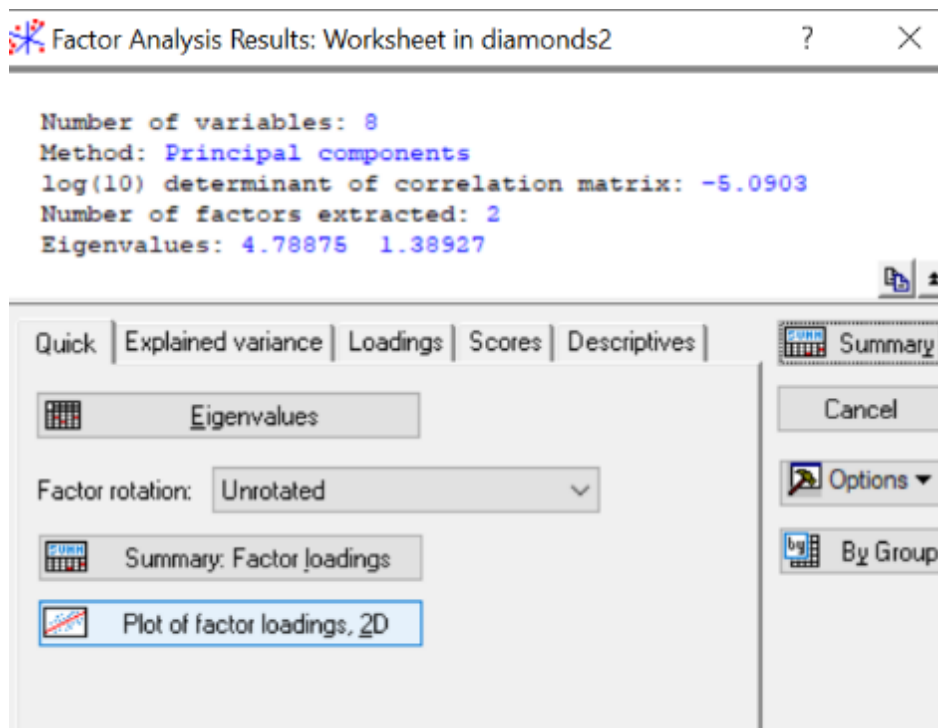 Factor Analysis Results: Worksheet in diamonds2 ? ×
Number of variables: 8
Method: Principal components
log(10) determinant of correlation matrix: -5.0903
Number of factors extracted: 2
Eigenvalues: 4.78875 1.38927
Quick Explained variance Loadings Scores Descriptives
Summary
Eigenvalues
Cancel
Factor rotation: Unrotated
Options
Summary: Factor loadings
By Group
Plot of factor loadings, 2D